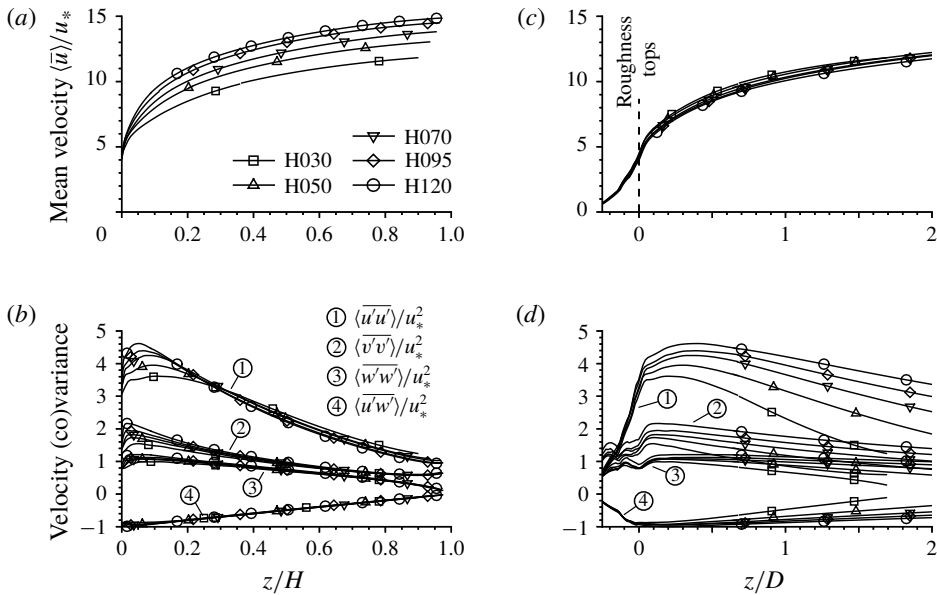 (a)
Mean velocity ⟨ū⟩/u*
15
10
5
0
0 0.2 0.4 0.6 0.8 1.0
H030
H050
H070
H095
H120
(c)
15
10
5
0
Roughness
tops
0 1 2
(b)
Velocity (co)variance
5
4
3
2
1
0
−1
0 0.2 0.4 0.6 0.8 1.0
z/H
1
2
3
4
1 ⟨u′u′⟩/u*²
2 ⟨v′v′⟩/u*²
3 ⟨w′w′⟩/u*²
4 ⟨u′w′⟩/u*²
(d)
5
4
3
2
1
0
−1
1
2
3
4
0 1 2
z/D